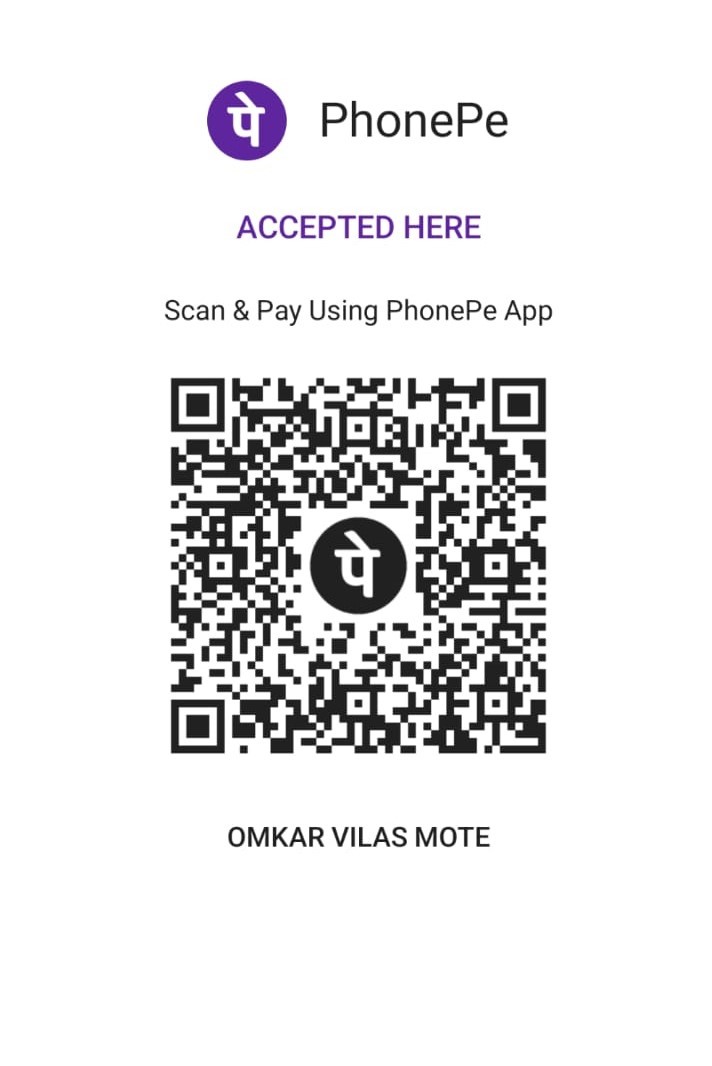 पे PhonePe
ACCEPTED HERE
Scan & Pay Using PhonePe App
पे
OMKAR VILAS MOTE